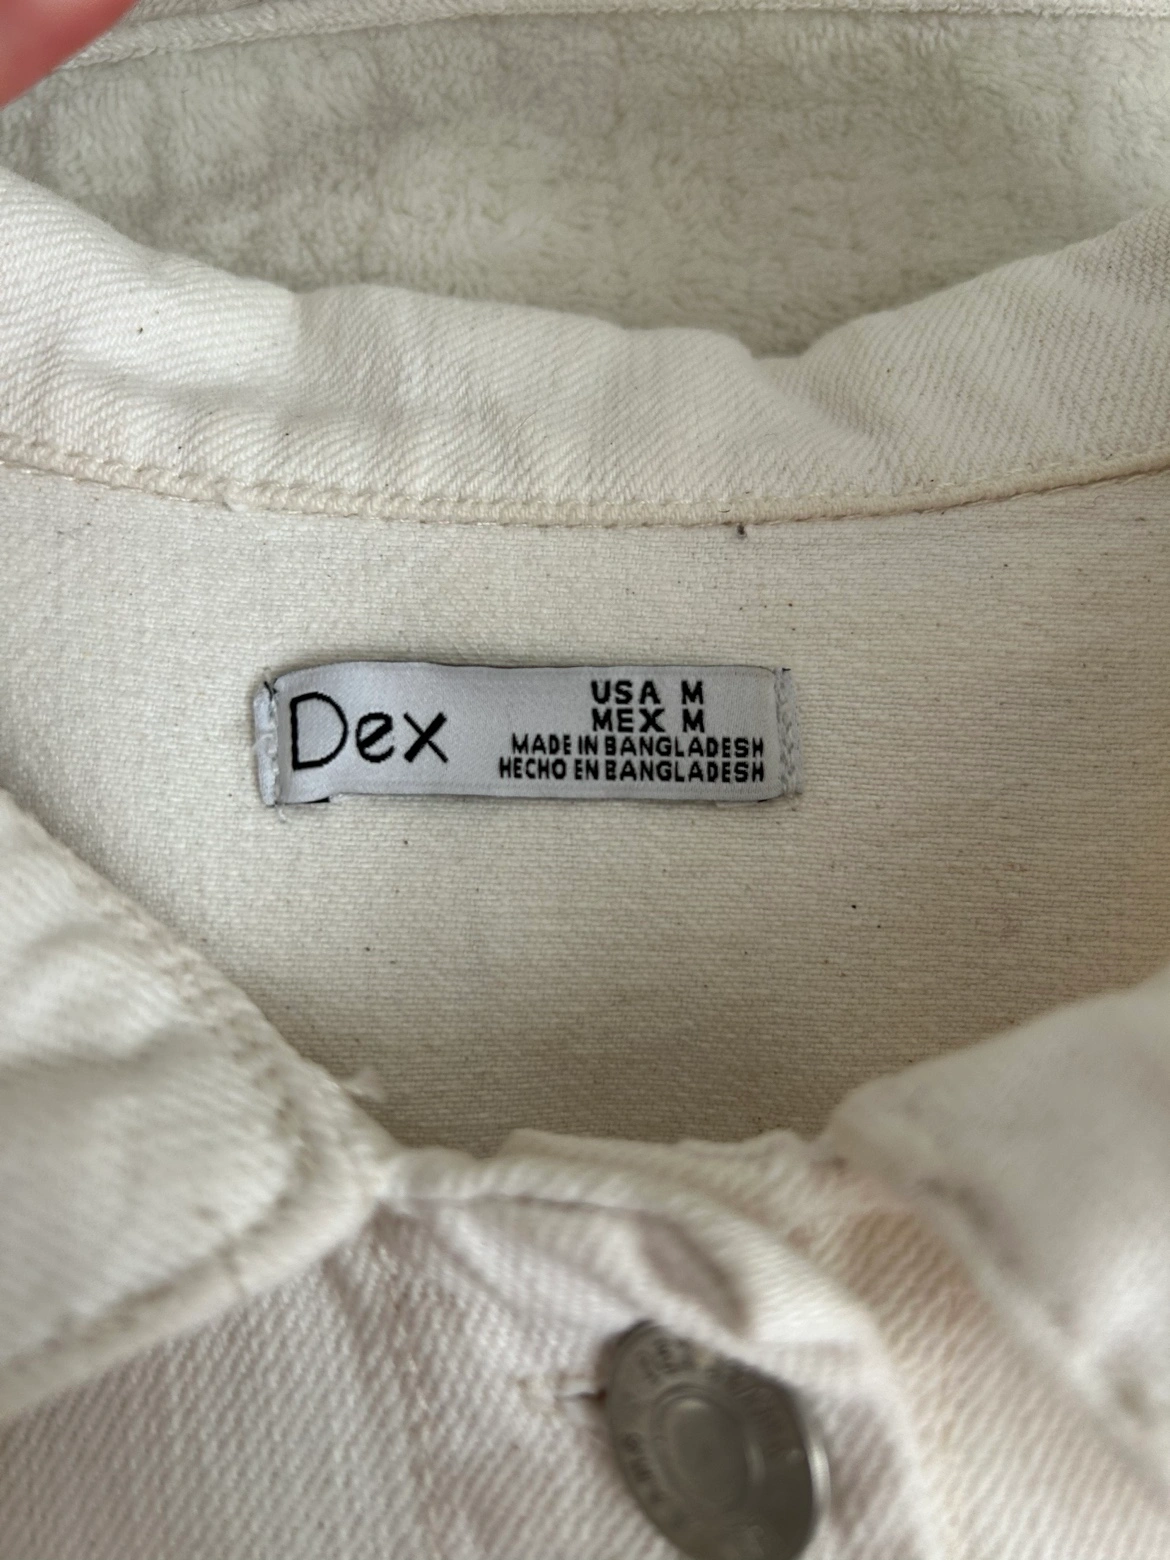 Dex
USA M
MEX M
MADE IN BANGLADESH
HECHO EN BANGLADESH